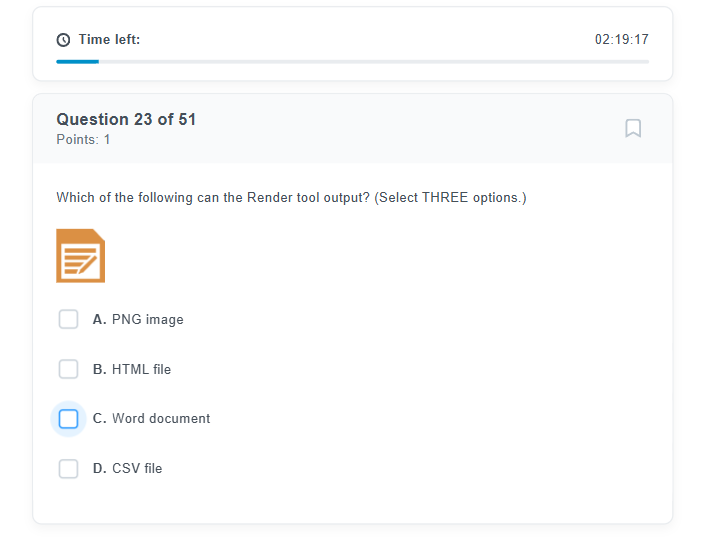 Time left:
02:19:17
Question 23 of 51
Points: 1
Which of the following can the Render tool output? (Select THREE options.)
A. PNG image
B. HTML file
C. Word document
D. CSV file